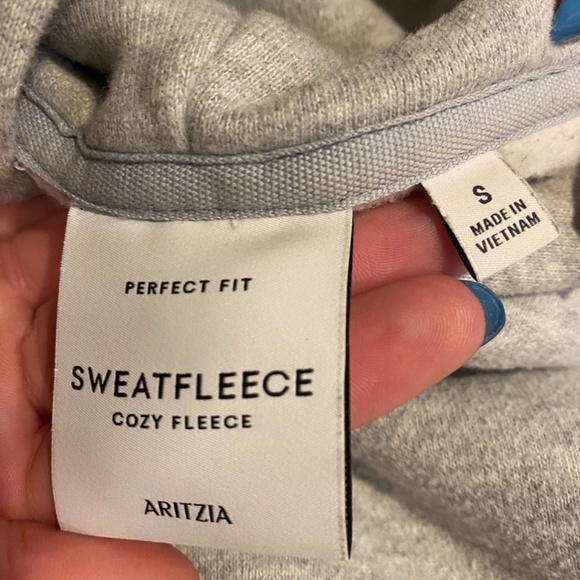 PERFECT FIT
SWEATFLEECE
COZY FLEECE
ARITZIA
S
MADE IN
VIETNAM